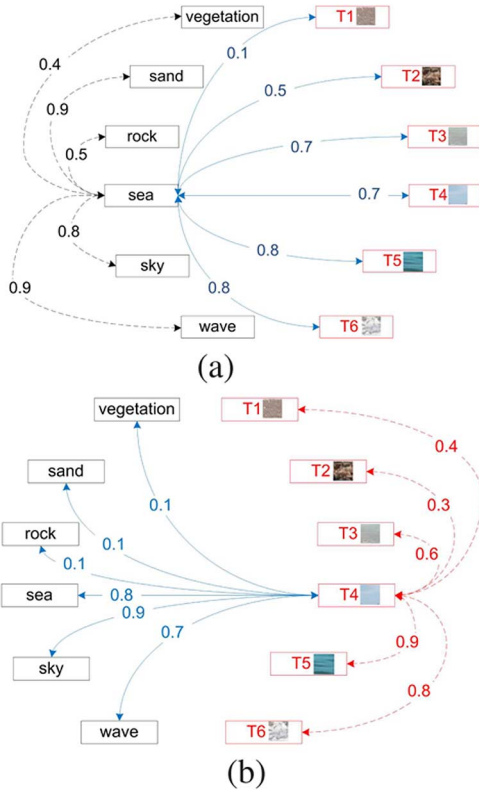 vegetation T1
0.1
0.4
sand T2
0.9 0.5
rock T3
0.5 0.7
sea 0.7 T4
0.8 0.8
sky T5
0.9 0.8
wave T6
(a)
vegetation T1
0.4
sand T2
0.1 0.3
rock T3
0.1
0.1 0.6
sea 0.8 T4
0.9
0.7 0.9
sky T5
0.8
wave T6
(b)